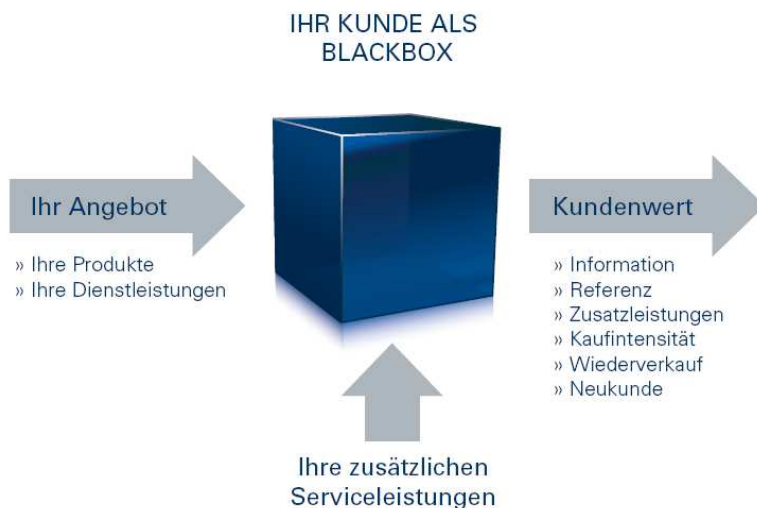 IHR KUNDE ALS
BLACKBOX
Ihr Angebot
» Ihre Produkte
» Ihre Dienstleistungen
Kundenwert
» Information
» Referenz
» Zusatzleistungen
» Kaufintensität
» Wiederverkauf
» Neukunde
Ihre zusätzlichen
Serviceleistungen